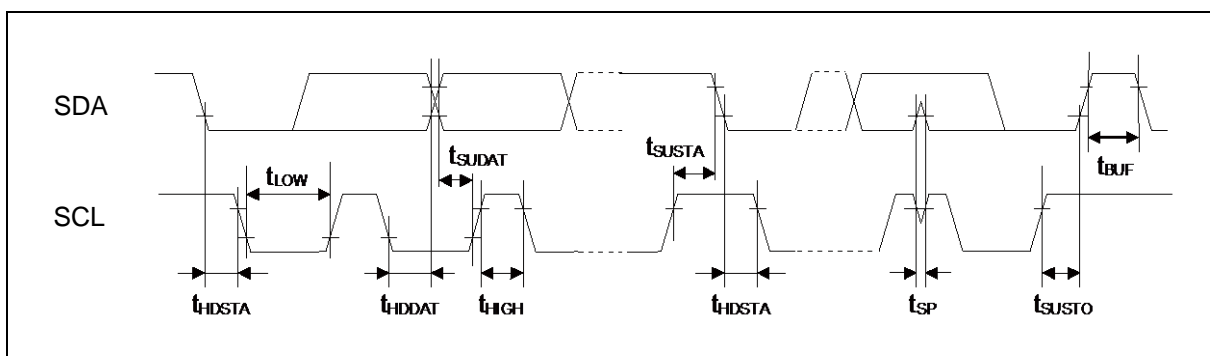 SDA
tSUDAT
tSUSTA
tBUF
tLOW
SCL
tHDSTA
tHDDAT
tHIGH
tHDSTA
tSP
tSUSTO